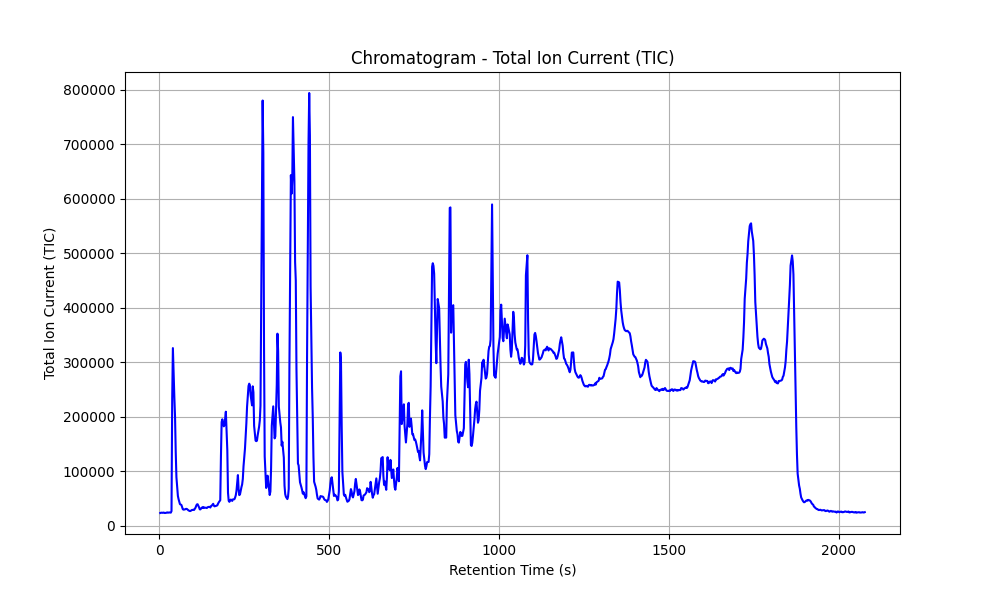 Chromatogram - Total Ion Current (TIC)
800000
700000
600000
500000
400000
300000
200000
100000
0
Total Ion Current (TIC)
0 500 1000 1500 2000
Retention Time (s)